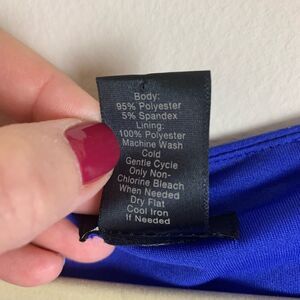 Body:
95% Polyester
5% Spandex
Lining:
100% Polyester
Machine Wash
Cold
Gentle Cycle
Only Non-
Chlorine Bleach
When Needed
Dry Flat
Cool Iron
If Needed